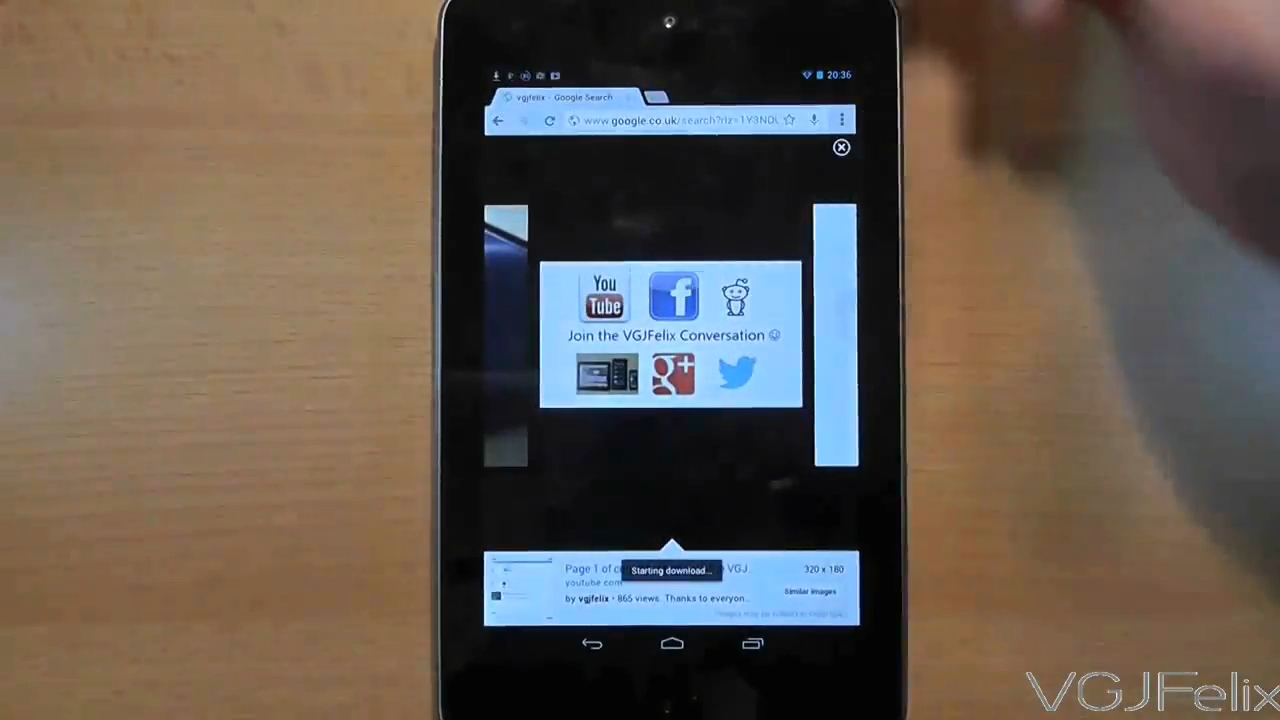 20:36
vgjfelix - Google Search
www.google.co.uk/search?rlz=1Y3NDL
You
Tube
f
Join the VGJFelix Conversation ☺
g+
Page 1 of VGJ.
Starting download...
320 x 180
youtube.com
Similar images
by vgjfelix · 865 views. Thanks to everyon...
VGJFelix